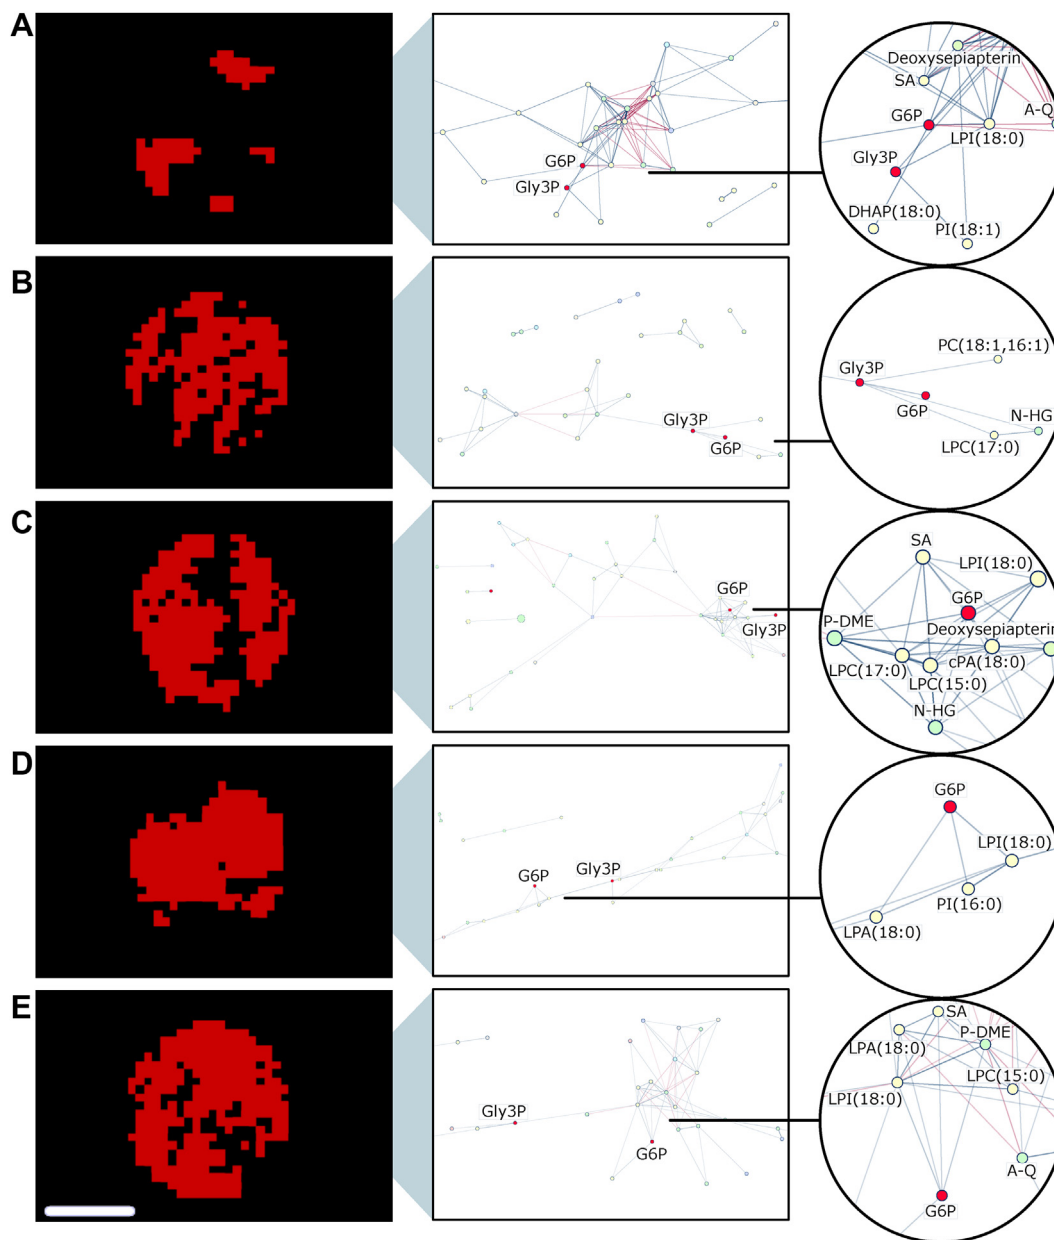 A
G6P
Gly3P
Deoxysepiapterin
SA
G6P
A-Q
LPI(18:0)
Gly3P
DHAP(18:0)
PI(18:1)
B
Gly3P
G6P
PC(18:1,16:1)
Gly3P
G6P
N-HG
LPC(17:0)
C
G6P
Gly3P
SA
LPI(18:0)
G6P
P-DME
Deoxysepiapterin
LPC(17:0)
cPA(18:0)
LPC(15:0)
N-HG
D
G6P
Gly3P
G6P
LPI(18:0)
PI(16:0)
LPA(18:0)
E
Gly3P
G6P
SA
P-DME
LPA(18:0)
LPC(15:0)
LPI(18:0)
A-Q
G6P